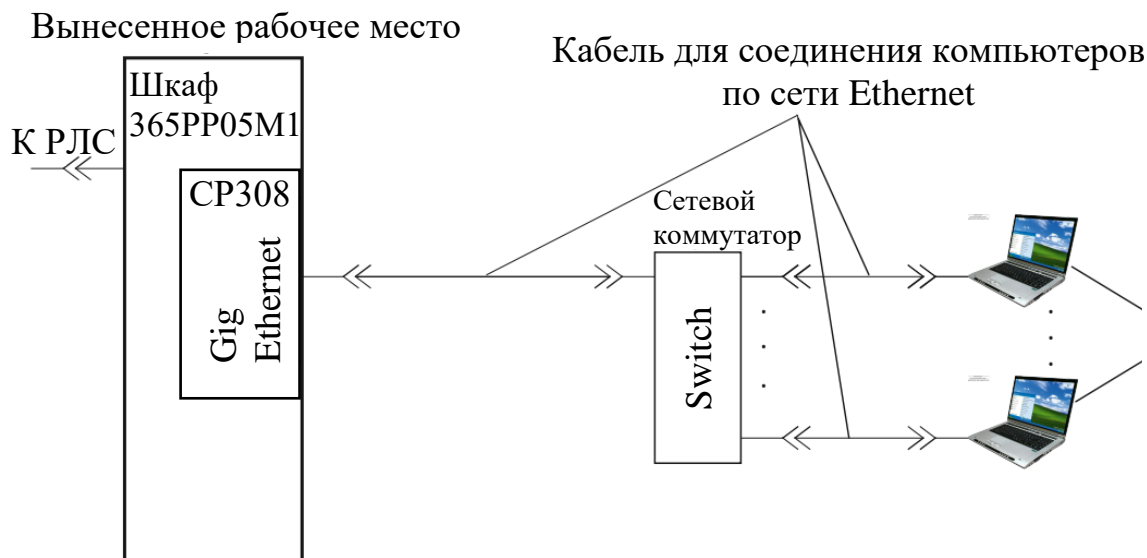 Вынесенное рабочее место
Кабель для соединения компьютеров
по сети Ethernet
Шкаф
365РР05М1
К РЛС
СР308
Gig
Ethernet
Сетевой
коммутатор
Switch